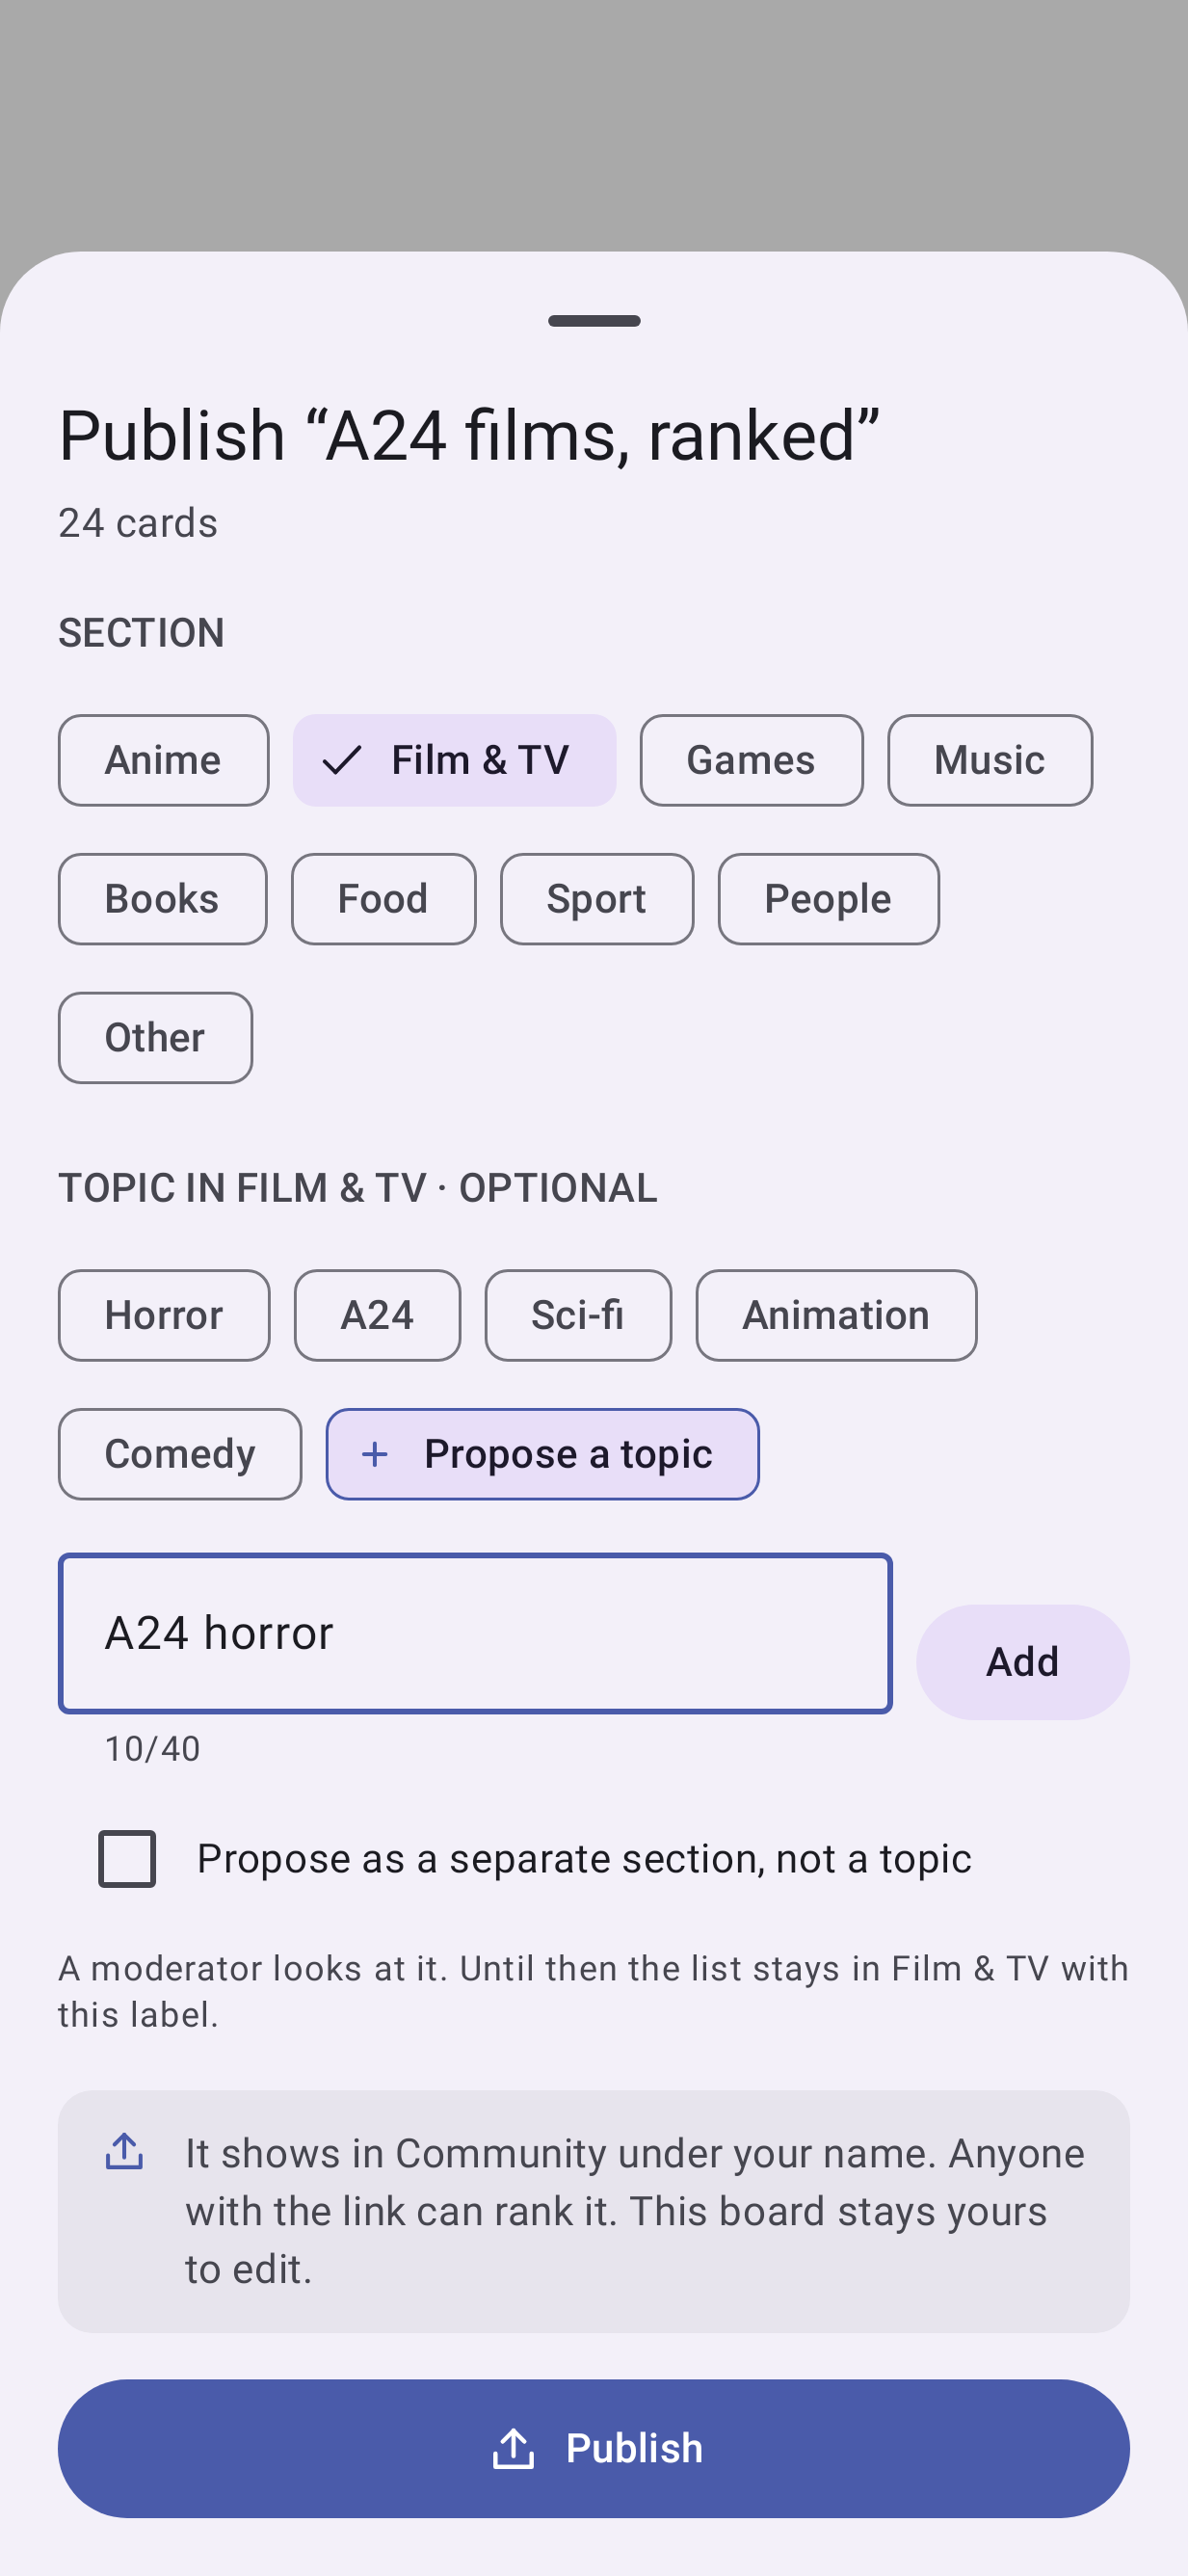 Publish “A24 films, ranked”
24 cards
SECTION
Anime
Film & TV
Games
Music
Books
Food
Sport
People
Other
TOPIC IN FILM & TV · OPTIONAL
Horror
A24
Sci-fi
Animation
Comedy
+ Propose a topic
A24 horror
Add
10/40
Propose as a separate section, not a topic
A moderator looks at it. Until then the list stays in Film & TV with
this label.
It shows in Community under your name. Anyone
with the link can rank it. This board stays yours
to edit.
Publish